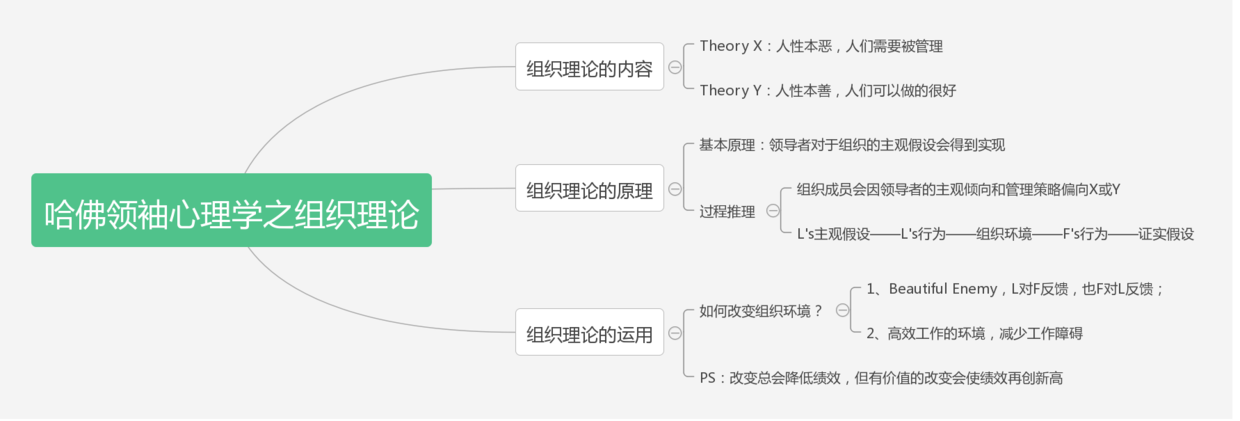 哈佛领袖心理学之组织理论
组织理论的内容
Theory X：人性本恶，人们需要被管理
Theory Y：人性本善，人们可以做的很好
组织理论的原理
基本原理：领导者对于组织的主观假设会得到实现
过程推理
组织成员会因领导者的主观倾向和管理策略偏向X或Y
L's主观假设——L's行为——组织环境——F's行为——证实假设
组织理论的运用
如何改变组织环境？
1、Beautiful Enemy，L对F反馈，也F对L反馈；
2、高效工作的环境，减少工作障碍
PS：改变总会降低绩效，但有价值的改变会使绩效再创新高